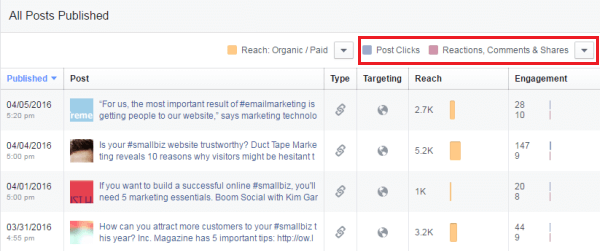 All Posts Published
Reach: Organic / Paid Post Clicks Reactions, Comments & Shares
Published Post Type Targeting Reach Engagement
04/05/2016
5:20 pm
reme
"For us, the most important result of #emailmarketing is
getting people to our website," says marketing technolo
2.7K
28
10
04/04/2016
5:00 pm
Is your #smallbiz website trustworthy? Duct Tape Marke
ting reveals 10 reasons why visitors might be hesitant t
5.2K
147
9
04/01/2016
5:00 pm
If you want to build a successful online #smallbiz, you'll
need 5 marketing essentials. Boom Social with Kim Gar
1K
20
8
03/31/2016
4:55 pm
How can you attract more customers to your #smallbiz t
his year? Inc. Magazine has 5 important tips: http://ow.l
3.2K
44
9